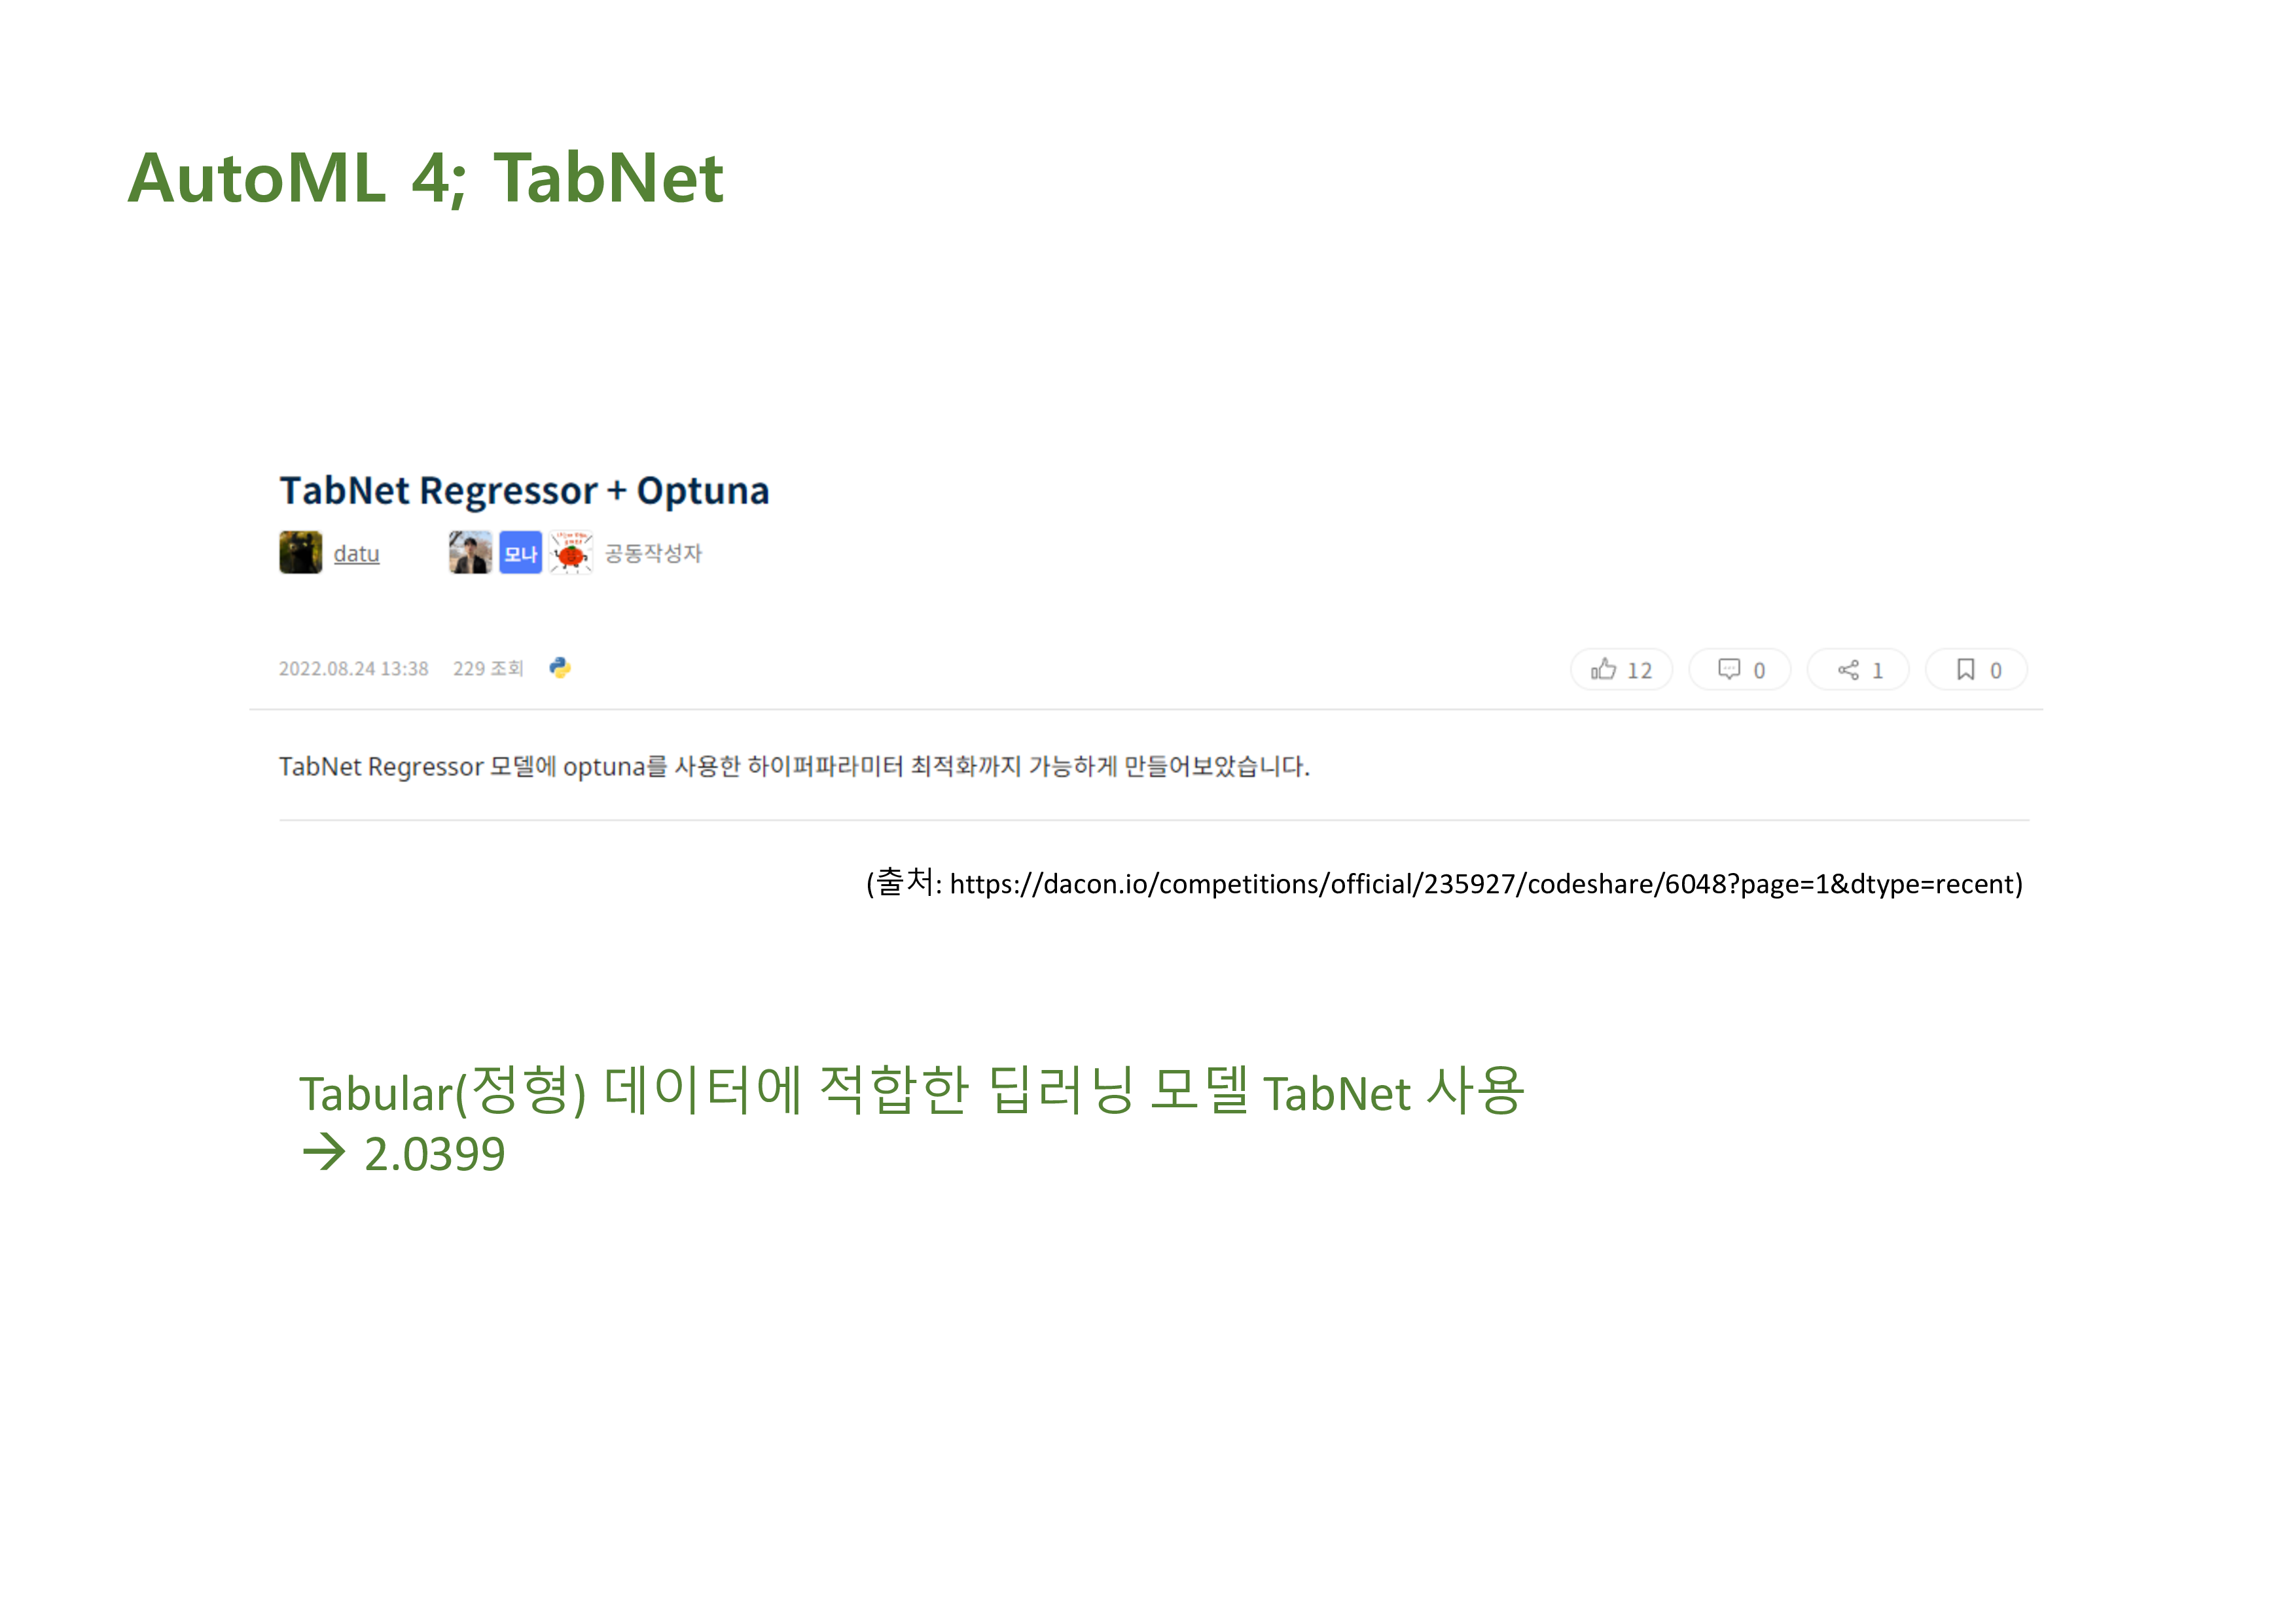 AutoML 4; TabNet
TabNet Regressor + Optuna
datu 모나 공동작성자
2022.08.24 13:38 229 조회 12 0 1 0
TabNet Regressor 모델에 optuna를 사용한 하이퍼파라미터 최적화까지 가능하게 만들어보았습니다.
(출처: https://dacon.io/competitions/official/235927/codeshare/6048?page=1&dtype=recent)
Tabular(정형) 데이터에 적합한 딥러닝 모델 TabNet 사용
→ 2.0399